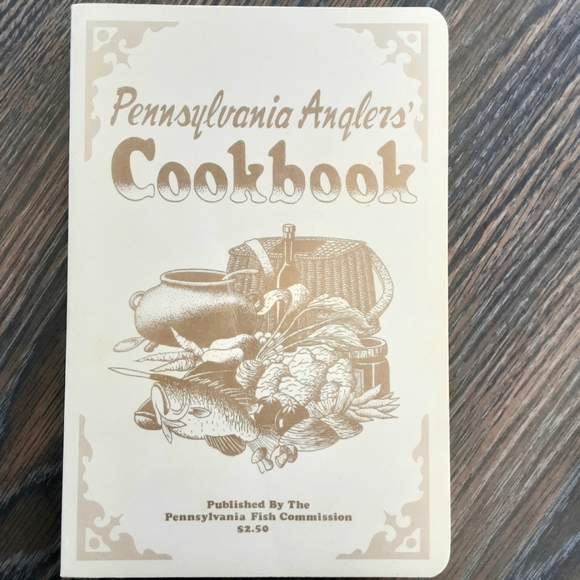 Pennsylvania Anglers'
Cookbook
Published By The
Pennsylvania Fish Commission
$2.50